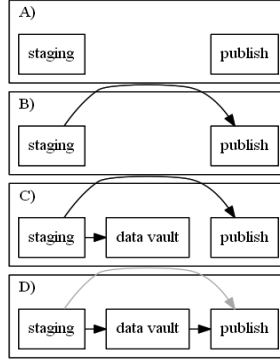 A)
staging publish
B)
staging publish
C)
staging data vault publish
D)
staging data vault publish